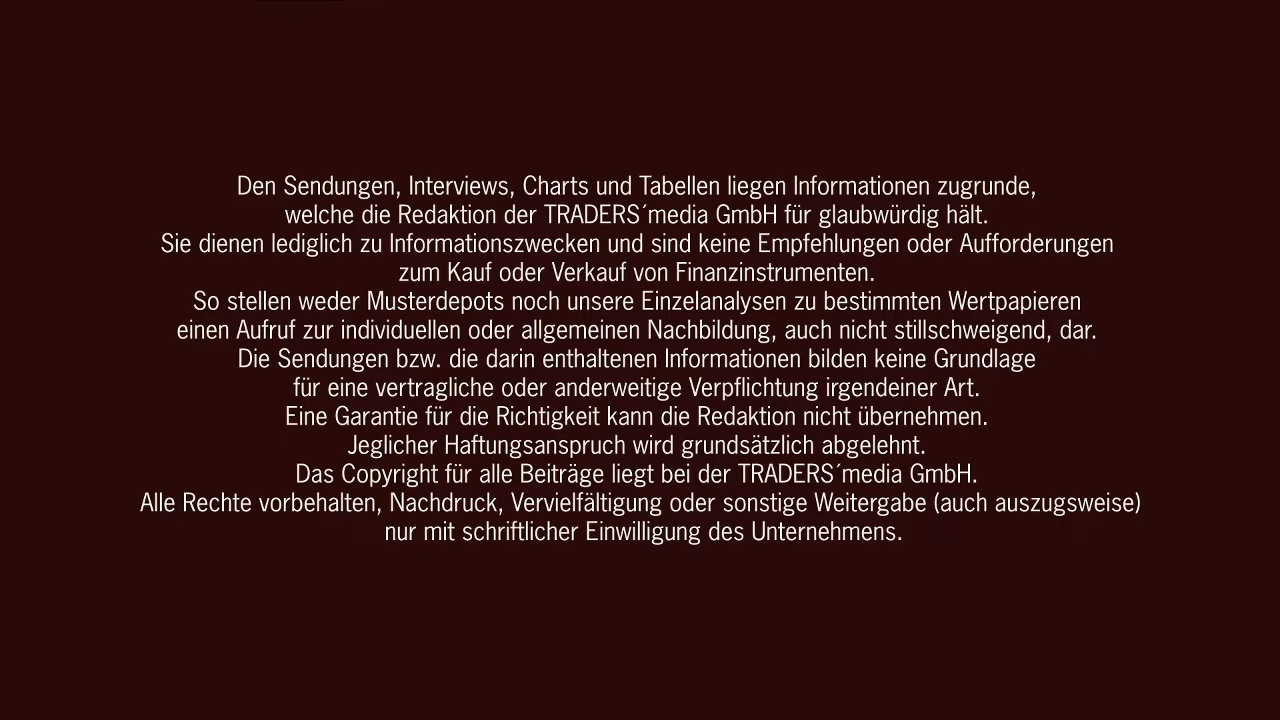 Den Sendungen, Interviews, Charts und Tabellen liegen Informationen zugrunde,
welche die Redaktion der TRADERS´media GmbH für glaubwürdig hält.
Sie dienen lediglich zu Informationszwecken und sind keine Empfehlungen oder Aufforderungen
zum Kauf oder Verkauf von Finanzinstrumenten.
So stellen weder Musterdepots noch unsere Einzelanalysen zu bestimmten Wertpapieren
einen Aufruf zur individuellen oder allgemeinen Nachbildung, auch nicht stillschweigend, dar.
Die Sendungen bzw. die darin enthaltenen Informationen bilden keine Grundlage
für eine vertragliche oder anderweitige Verpflichtung irgendeiner Art.
Eine Garantie für die Richtigkeit kann die Redaktion nicht übernehmen.
Jeglicher Haftungsanspruch wird grundsätzlich abgelehnt.
Das Copyright für alle Beiträge liegt bei der TRADERS´media GmbH.
Alle Rechte vorbehalten, Nachdruck, Vervielfältigung oder sonstige Weitergabe (auch auszugsweise)
nur mit schriftlicher Einwilligung des Unternehmens.